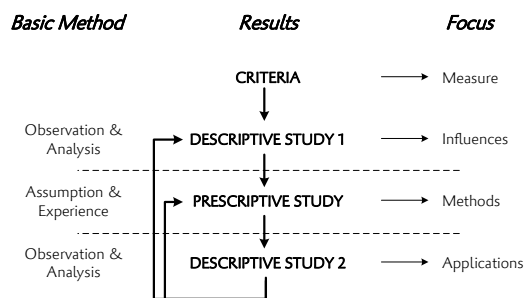 Basic Method Results Focus
CRITERIA Measure
Observation &
Analysis
DESCRIPTIVE STUDY 1 Influences
Assumption &
Experience
PRESCRIPTIVE STUDY Methods
Observation &
Analysis
DESCRIPTIVE STUDY 2 Applications